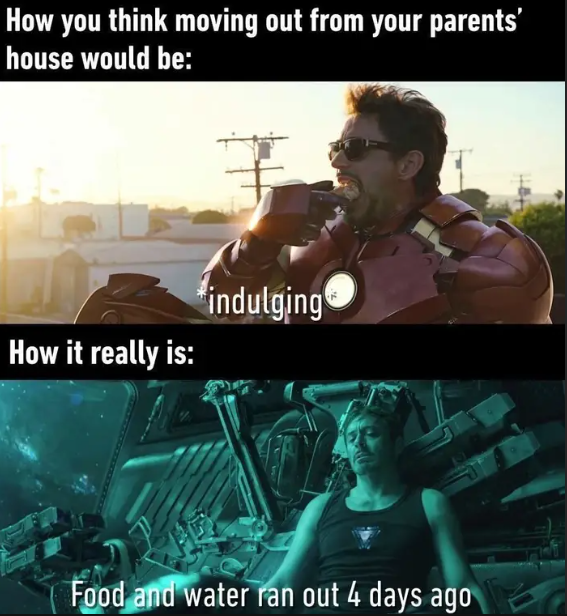 How you think moving out from your parents’
house would be:
*indulging
How it really is:
Food and water ran out 4 days ago